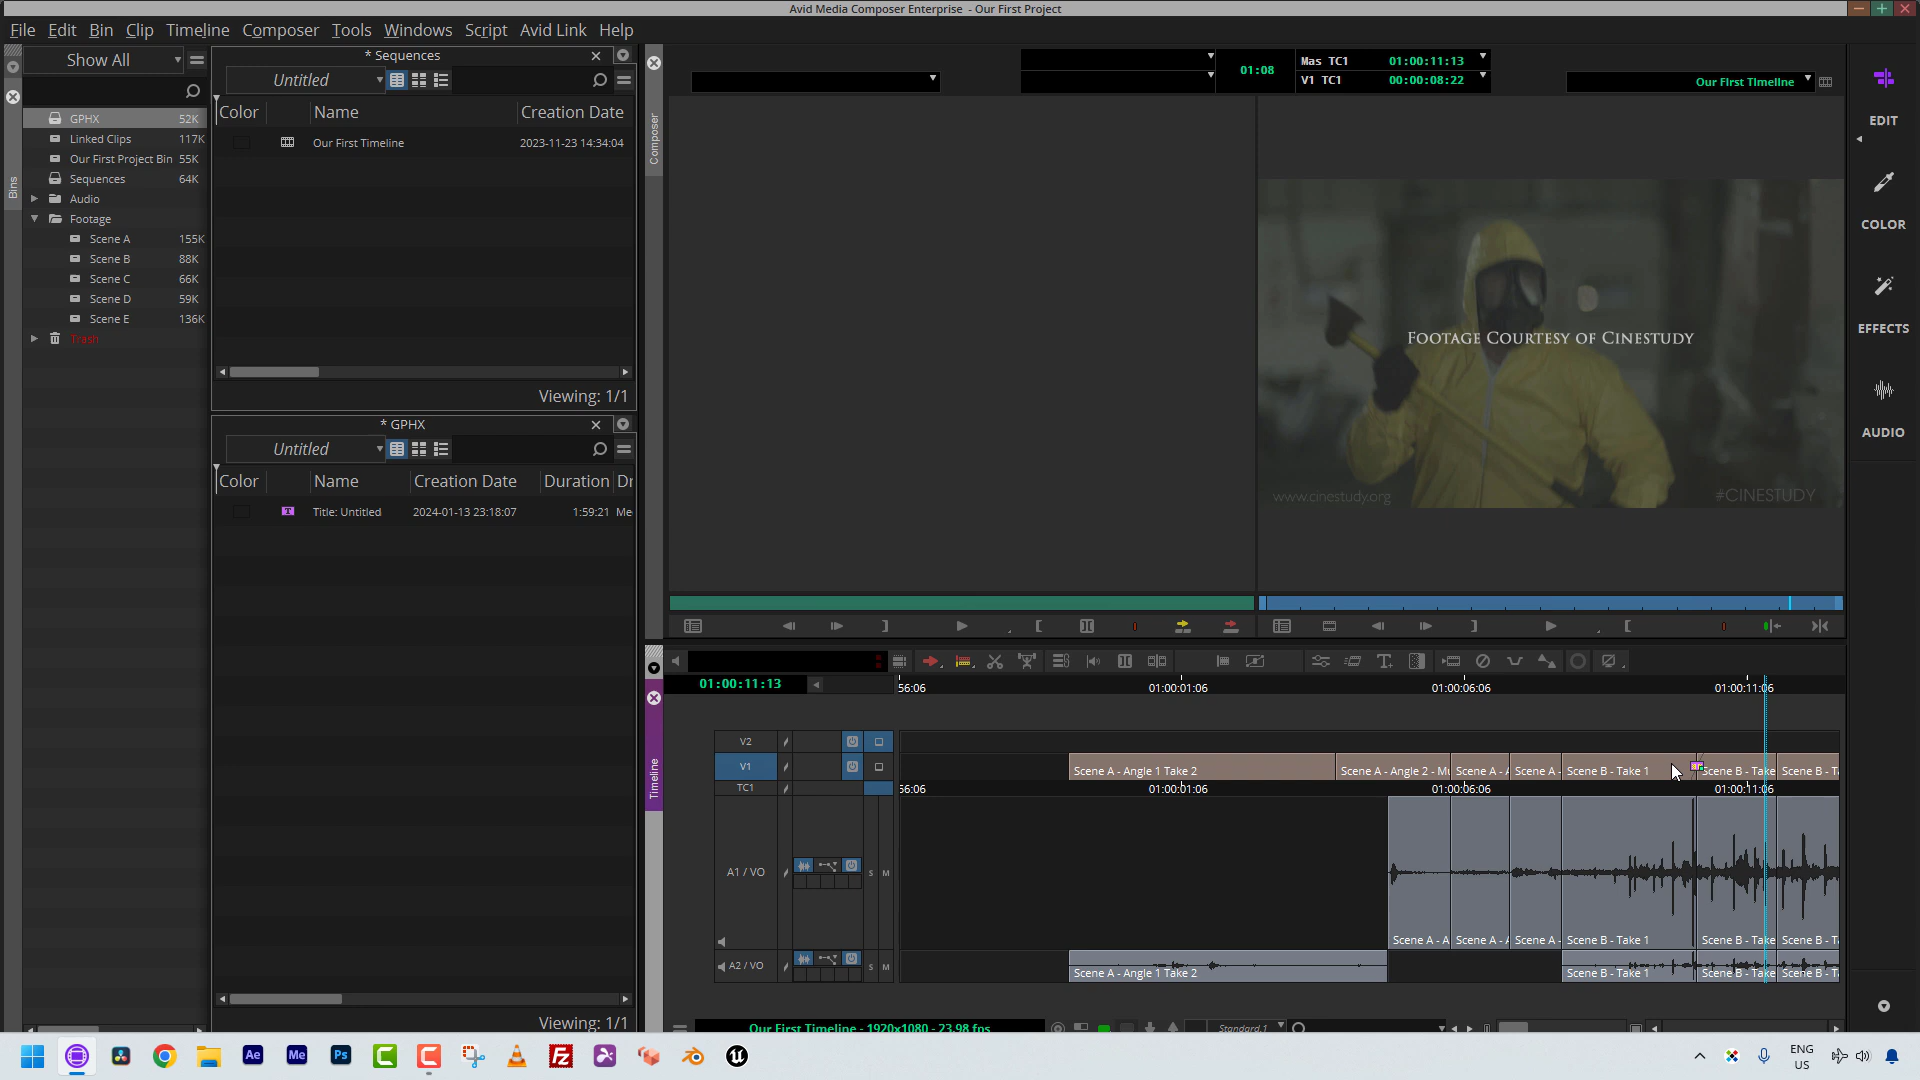 Avid Media Composer Enterprise - Our First Project
File Edit Bin Clip Timeline Composer Tools Windows Script Avid Link Help
Show All
Bins
GPHX 52K
Linked Clips 117K
Our First Project Bin 55K
Sequences 64K
Audio
Footage
Scene A 155K
Scene B 88K
Scene C 66K
Scene D 59K
Scene E 136K
Trash
* Sequences
Untitled
Color Name Creation Date
Our First Timeline 2023-11-23 14:34:04
Viewing: 1/1
* GPHX
Untitled
Color Name Creation Date Duration Dr
Title: Untitled 2024-01-13 23:18:07 1:59:21 Me
Viewing: 1/1
Composer
01:08
Mas TC1 01:00:11:13
V1 TC1 00:00:08:22
Our First Timeline
Footage Courtesy of Cinestudy
www.cinestudy.org
#CINESTUDY
EDIT
COLOR
EFFECTS
AUDIO
Timeline
01:00:11:13
56:06 01:00:01:06 01:00:06:06 01:00:11:06
V2
V1
Scene A - Angle 1 Take 2
Scene A - Angle 2 - Mu
Scene A - A
Scene A -
Scene B - Take 1
Scene B - Take
Scene B - T
TC1
56:06 01:00:01:06 01:00:06:06 01:00:11:06
A1 / VO
S M
Scene A - A
Scene A - A
Scene A -
Scene B - Take 1
Scene B - Take
Scene B - Ta
A2 / VO
S M
Scene A - Angle 1 Take 2
Scene B - Take 1
Scene B - Take
Scene B - Ta
Our First Timeline - 1920x1080 - 23.98 fps
Standard.1
Ae
Me
Ps
C
C
Fz
ENG
US